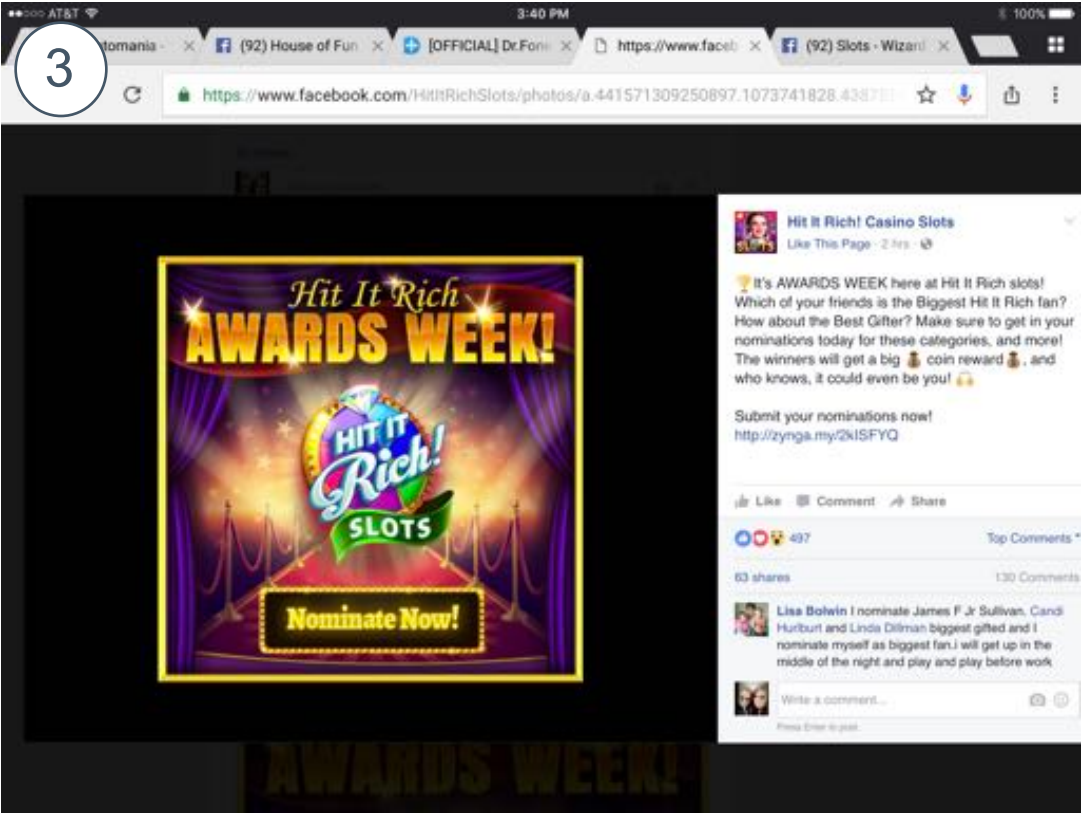 AT&T
3:40 PM
100%
3
tomania -
(92) House of Fun
[OFFICIAL] Dr.Fone
https://www.faceb
(92) Slots - Wizard
https://www.facebook.com/HitItRichSlots/photos/a.441571309250897.1073741828.4387
Hit It Rich
AWARDS WEEK!
HIT IT
Rich!
SLOTS
Nominate Now!
Hit It Rich! Casino Slots
Like This Page · 2 hrs ·
It's AWARDS WEEK here at Hit It Rich slots!
Which of your friends is the Biggest Hit It Rich fan?
How about the Best Gifter? Make sure to get in your
nominations today for these categories, and more!
The winners will get a big coin reward , and
who knows, it could even be you!
Submit your nominations now!
http://zynga.my/2kISFYQ
Like Comment Share
497
Top Comments
63 shares
130 Comments
Lisa Bolwin I nominate James F Jr Sullivan, Candi
Hurlburt and Linda Dillman biggest gifted and I
nominate myself as biggest fan.i will get up in the
middle of the night and play and play before work
Write a comment...
Press Enter to post.
AWARDS WEEK!